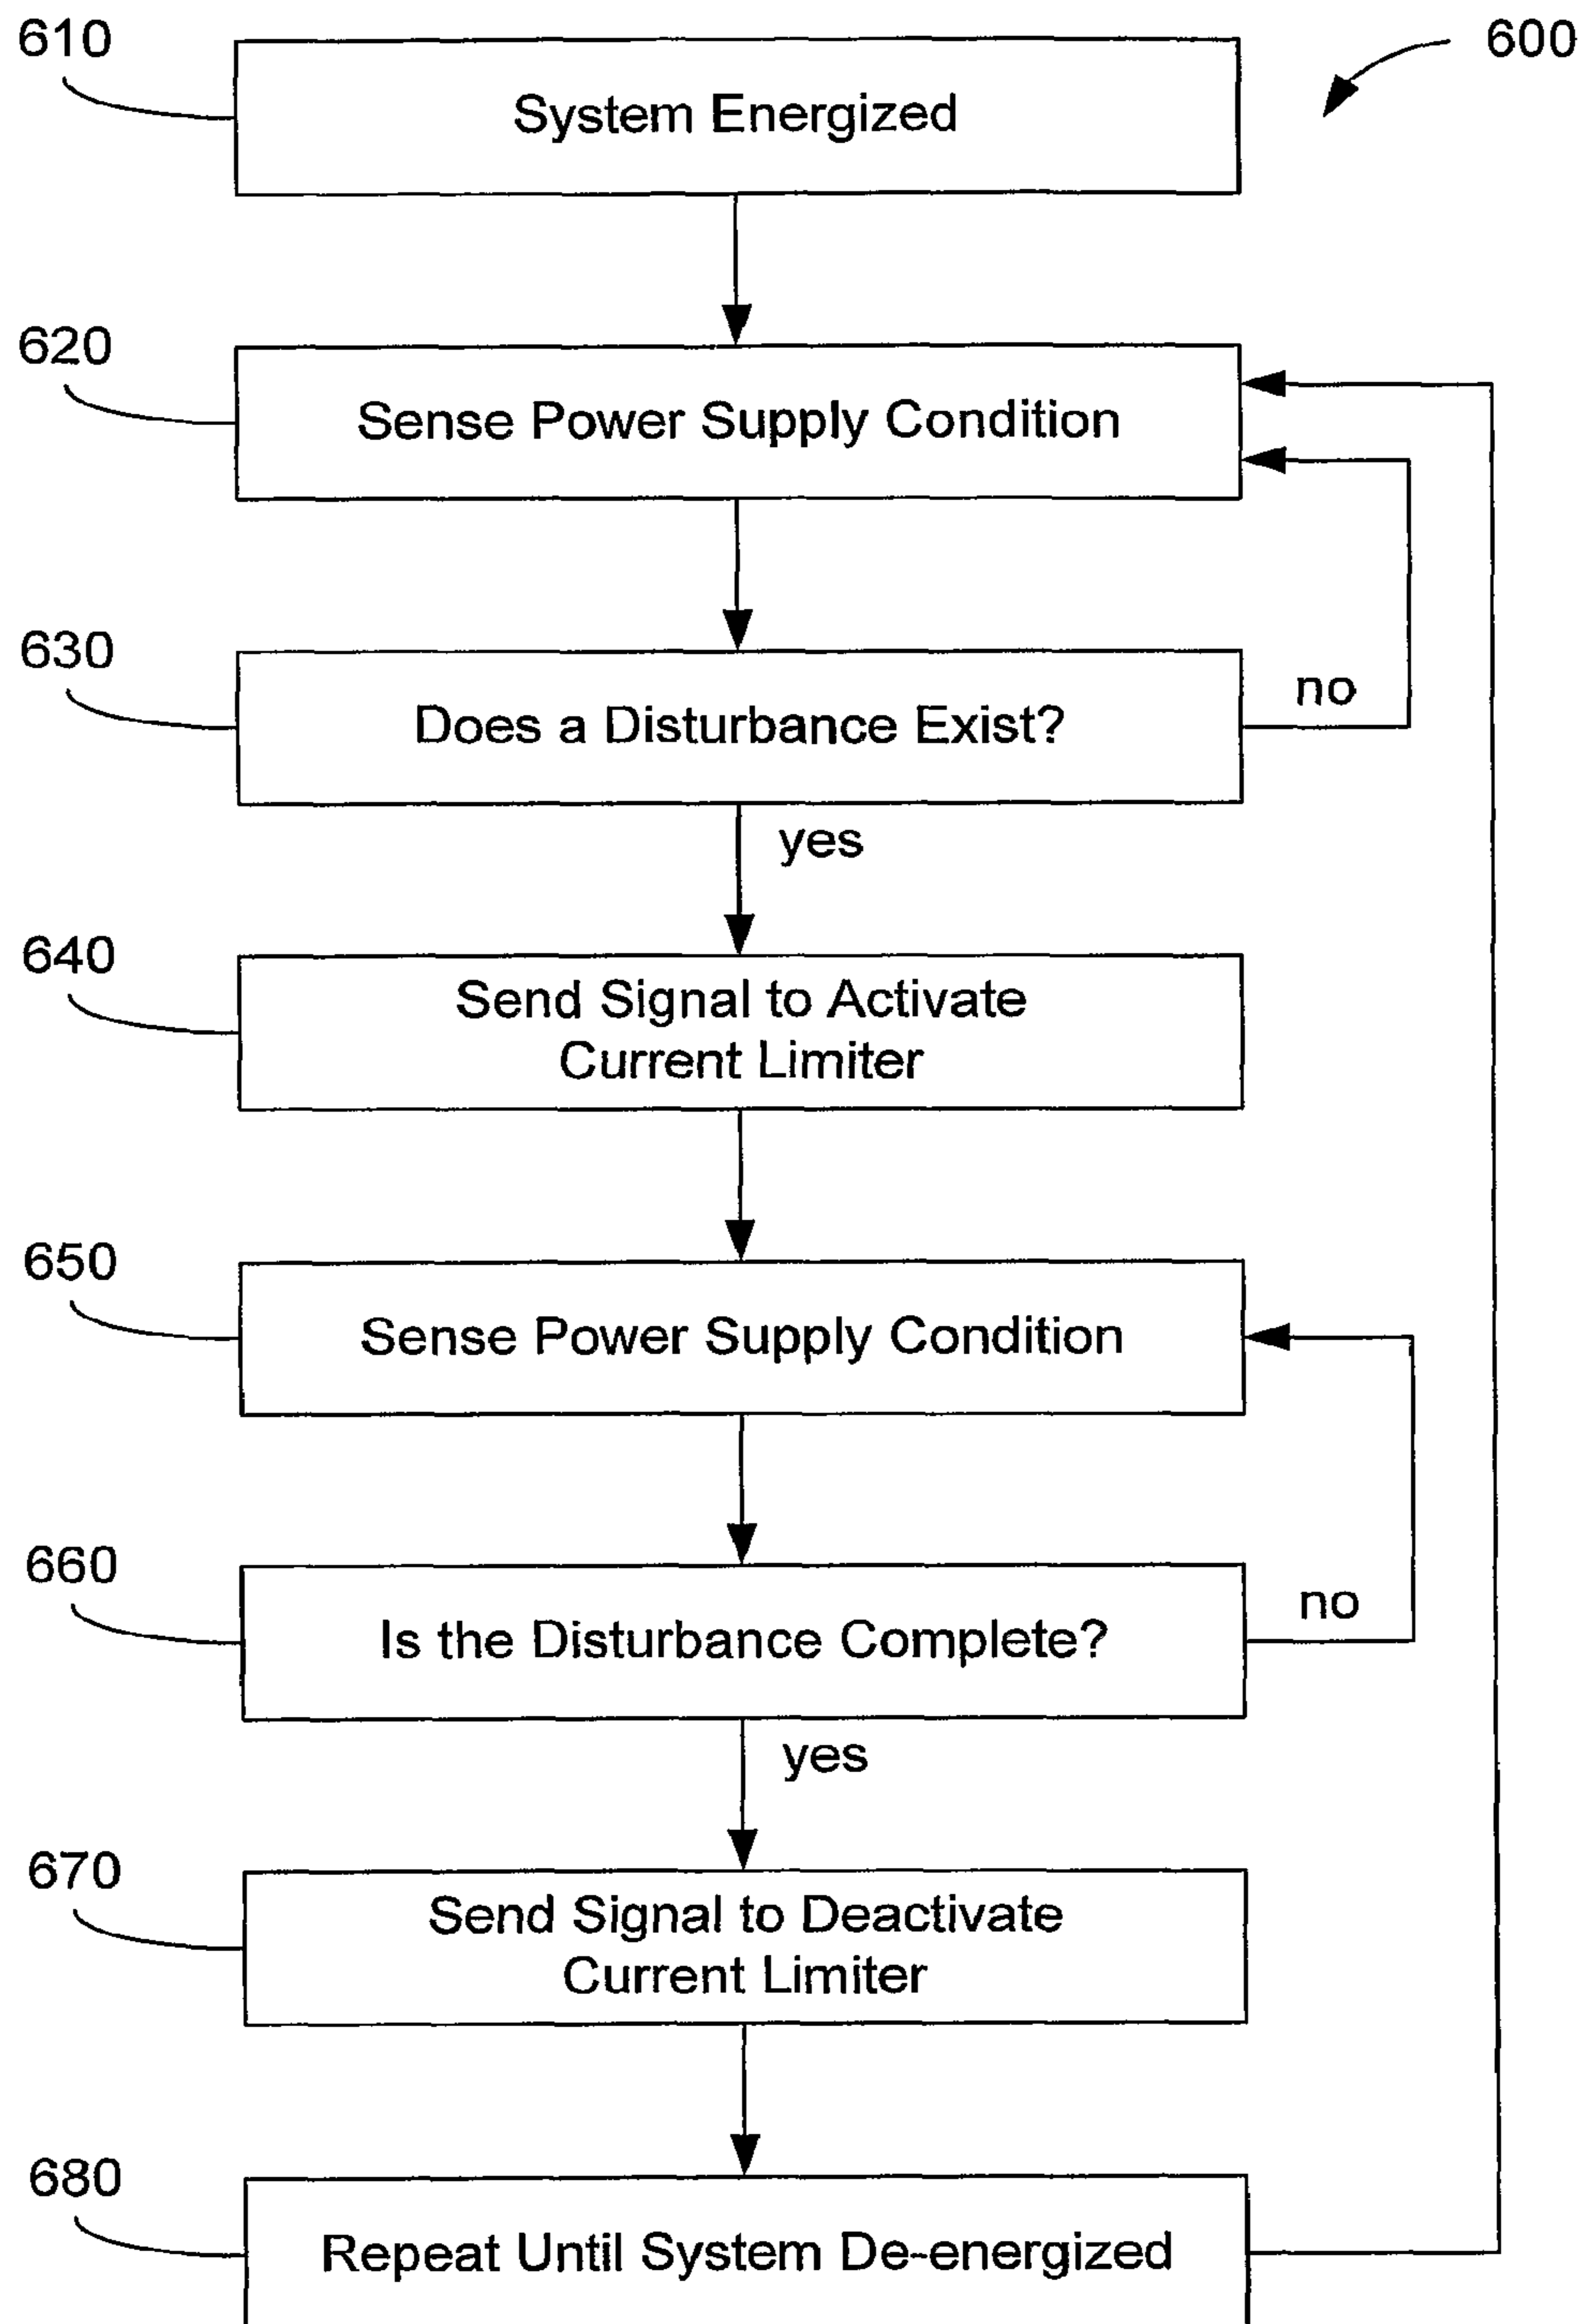 610
600
System Energized
620
Sense Power Supply Condition
630
no
Does a Disturbance Exist?
yes
640
Send Signal to Activate
Current Limiter
650
Sense Power Supply Condition
660
no
Is the Disturbance Complete?
yes
670
Send Signal to Deactivate
Current Limiter
680
Repeat Until System De-energized